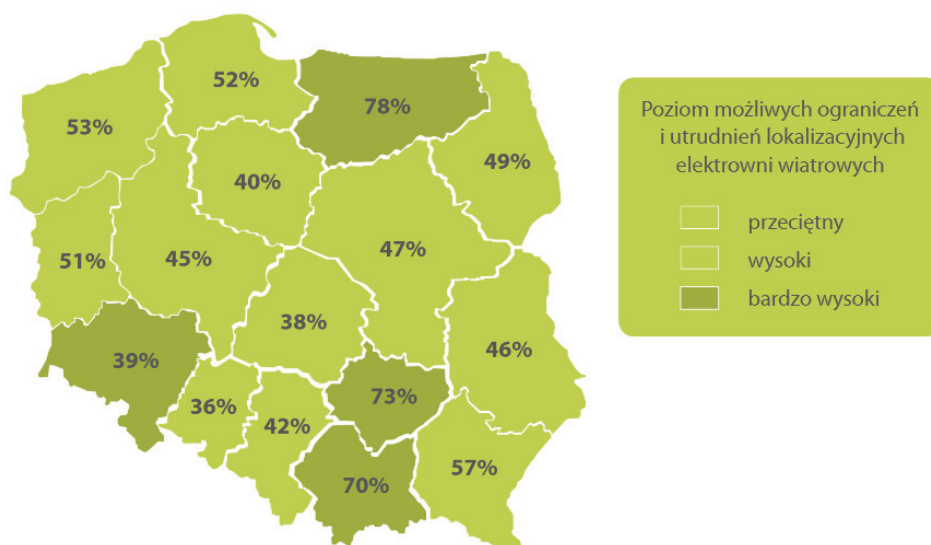 52%
78%
53%
49%
40%
47%
51%
45%
38%
46%
39%
73%
36%
42%
57%
70%
Poziom możliwych ograniczeń
i utrudnień lokalizacyjnych
elektrowni wiatrowych
przeciętny
wysoki
bardzo wysoki